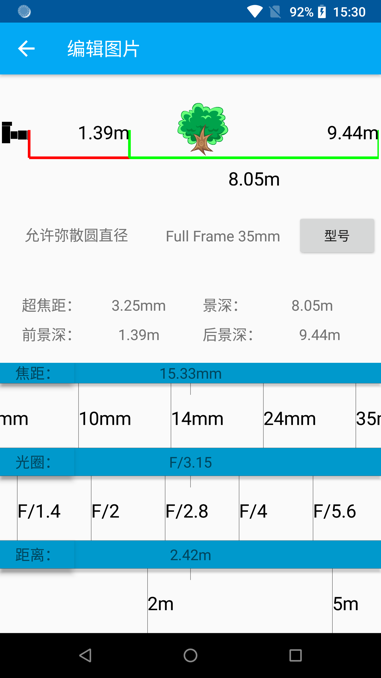 92% 15:30
编辑图片
1.39m 9.44m
8.05m
允许弥散圆直径 Full Frame 35mm 型号
超焦距： 3.25mm 景深： 8.05m
前景深： 1.39m 后景深： 9.44m
焦距： 15.33mm
mm 10mm 14mm 24mm 35m
光圈： F/3.15
F/1.4 F/2 F/2.8 F/4 F/5.6
距离： 2.42m
2m 5m